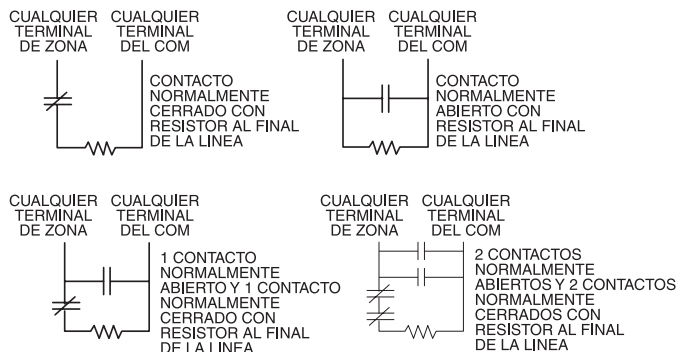 CUALQUIER
TERMINAL
DE ZONA
CUALQUIER
TERMINAL
DEL COM
CONTACTO
NORMALMENTE
CERRADO CON
RESISTOR AL FINAL
DE LA LINEA
CUALQUIER
TERMINAL
DE ZONA
CUALQUIER
TERMINAL
DEL COM
CONTACTO
NORMALMENTE
ABIERTO CON
RESISTOR AL FINAL
DE LA LINEA
CUALQUIER
TERMINAL
DE ZONA
CUALQUIER
TERMINAL
DEL COM
1 CONTACTO
NORMALMENTE
ABIERTO Y 1 CONTACTO
NORMALMENTE
CERRADO CON
RESISTOR AL FINAL
DE LA LINEA
CUALQUIER
TERMINAL
DE ZONA
CUALQUIER
TERMINAL
DEL COM
2 CONTACTOS
NORMALMENTE
ABIERTOS Y 2 CONTACTOS
NORMALMENTE
CERRADOS CON
RESISTOR AL FINAL
DE LA LINEA